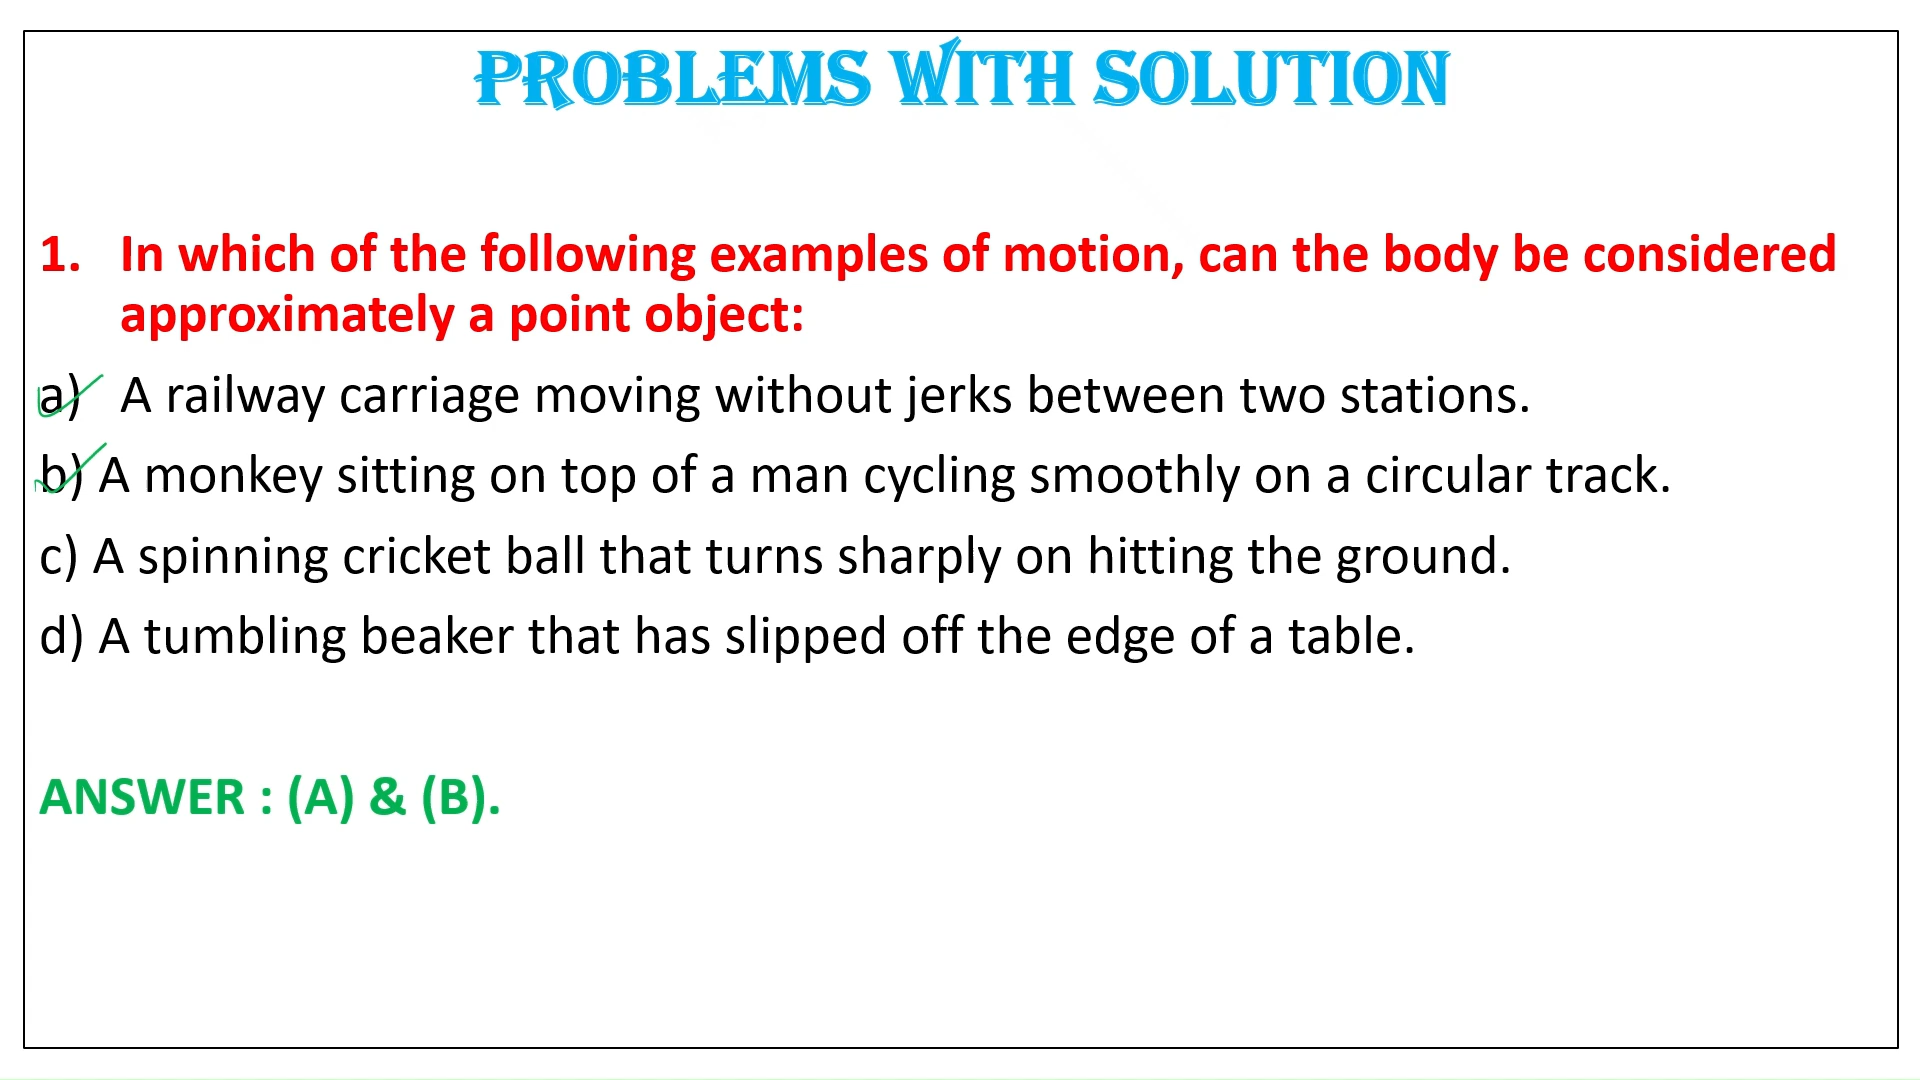 PROBLEMS WITH SOLUTION
1. In which of the following examples of motion, can the body be considered
approximately a point object:
a) A railway carriage moving without jerks between two stations.
b) A monkey sitting on top of a man cycling smoothly on a circular track.
c) A spinning cricket ball that turns sharply on hitting the ground.
d) A tumbling beaker that has slipped off the edge of a table.
ANSWER : (A) & (B).